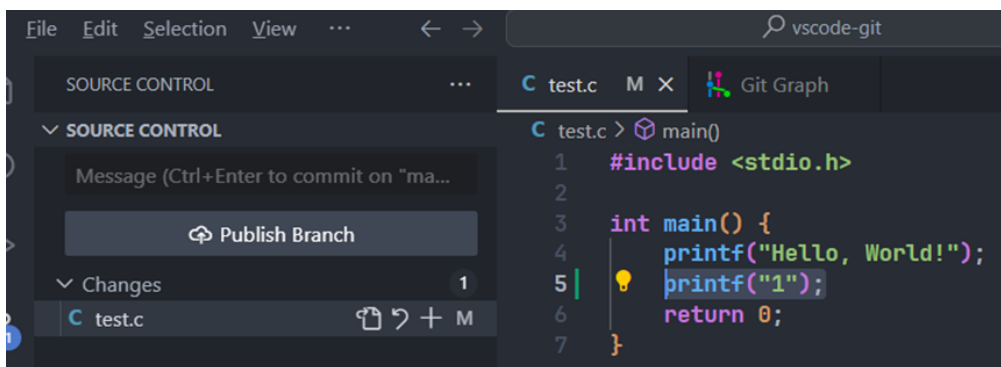 File Edit Selection View ··· ← → vscode-git
SOURCE CONTROL ···
SOURCE CONTROL
Message (Ctrl+Enter to commit on "ma...
Publish Branch
Changes 1
C test.c M
1
C test.c M × Git Graph
C test.c > main()
1 #include <stdio.h>
2
3 int main() {
4 printf("Hello, World!");
5 printf("1");
6 return 0;
7 }